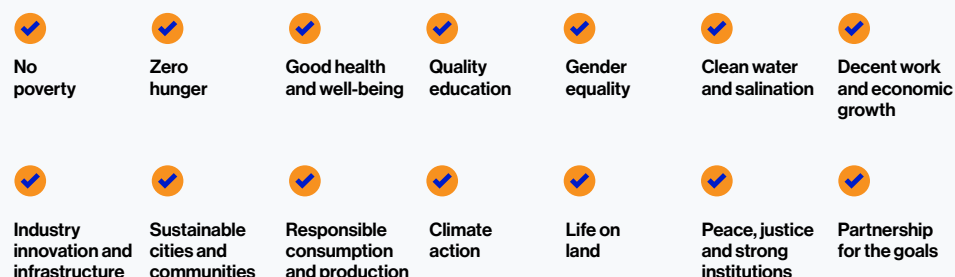 No
poverty
Zero
hunger
Good health
and well-being
Quality
education
Gender
equality
Clean water
and salination
Decent work
and economic
growth
Industry
innovation and
infrastructure
Sustainable
cities and
communities
Responsible
consumption
and production
Climate
action
Life on
land
Peace, justice
and strong
institutions
Partnership
for the goals